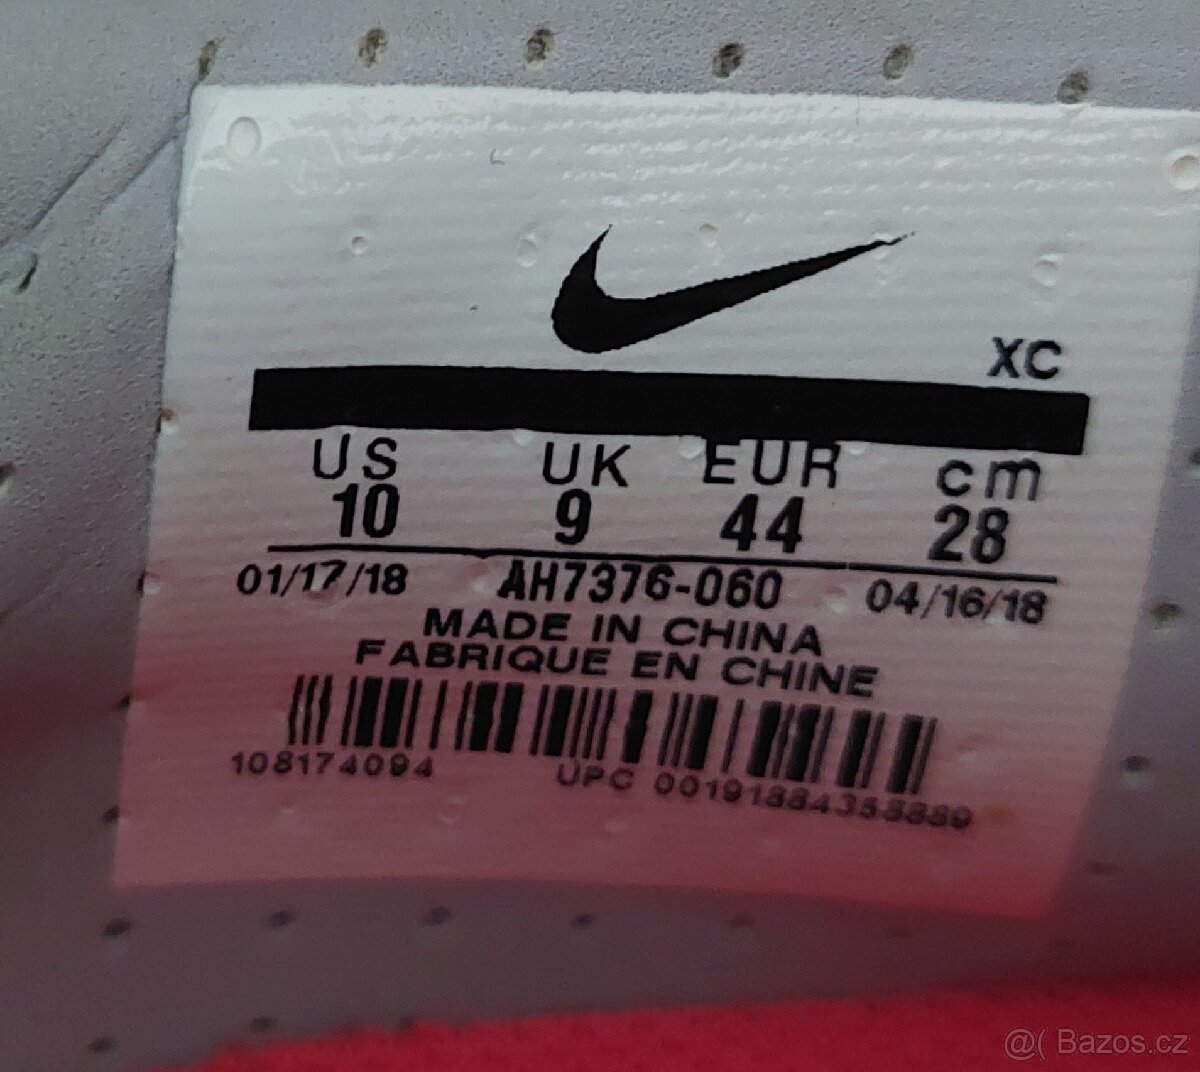 XC
US UK EUR cm
10 9 44 28
01/17/18 AH7376-060 04/16/18
MADE IN CHINA
FABRIQUE EN CHINE
108174094 UPC
@( Bazos.cz